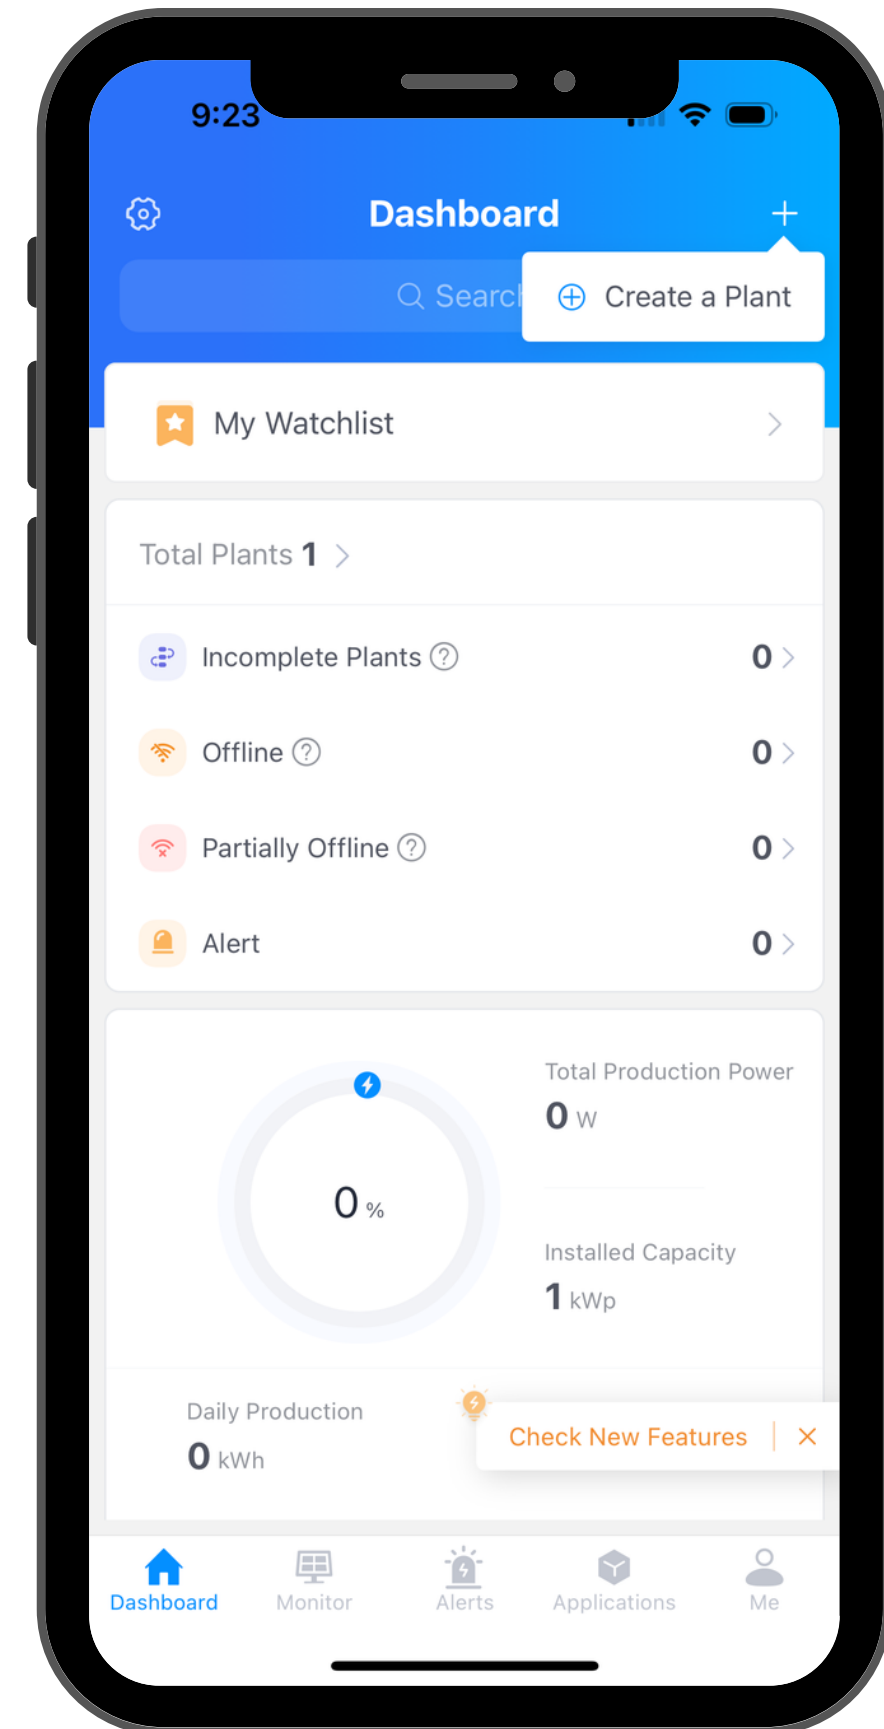 9:23
Dashboard
Search
Create a Plant
My Watchlist
Total Plants 1
Incomplete Plants ? 0
Offline ? 0
Partially Offline ? 0
Alert 0
Total Production Power
0 W
0 %
Installed Capacity
1 kWp
Daily Production
0 kWh
Check New Features
Dashboard Monitor Alerts Applications Me